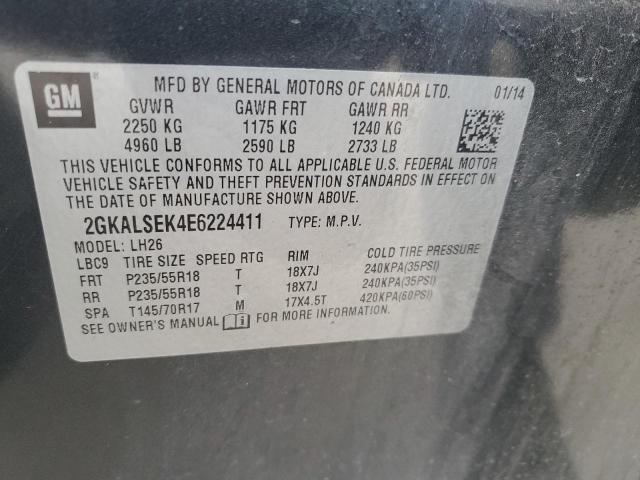 GM
MFD BY GENERAL MOTORS OF CANADA LTD. 01/14
GVWR GAWR FRT GAWR RR
2250 KG 1175 KG 1240 KG
4960 LB 2590 LB 2733 LB
THIS VEHICLE CONFORMS TO ALL APPLICABLE U.S. FEDERAL MOTOR
VEHICLE SAFETY AND THEFT PREVENTION STANDARDS IN EFFECT ON
THE DATE OF MANUFACTURE SHOWN ABOVE.
2GKALSEK4E6224411 TYPE: M.P.V.
MODEL: LH26
LBC9 TIRE SIZE SPEED RTG RIM COLD TIRE PRESSURE
FRT P235/55R18 T 18X7J 240KPA(35PSI)
RR P235/55R18 T 18X7J 240KPA(35PSI)
SPA T145/70R17 M 17X4.5T 420KPA(60PSI)
SEE OWNER'S MANUAL FOR MORE INFORMATION.